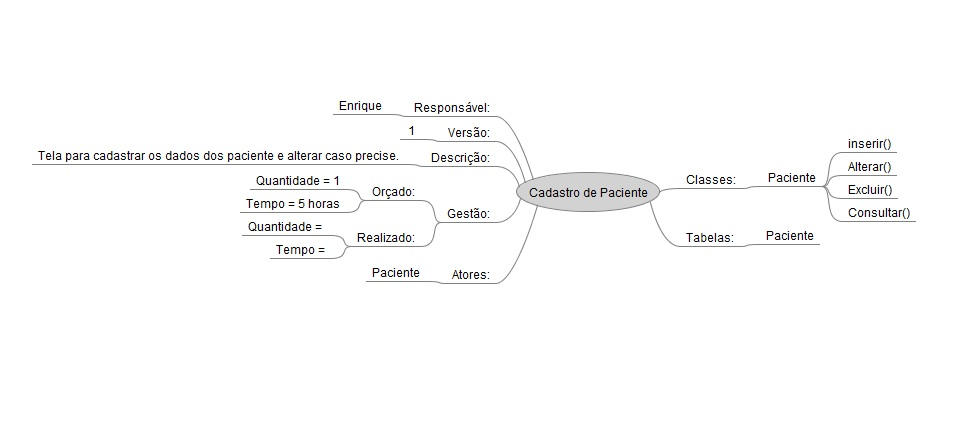 Cadastro de Paciente
Responsável:
Enrique
Versão:
1
Descrição:
Tela para cadastrar os dados dos paciente e alterar caso precise.
Gestão:
Orçado:
Quantidade = 1
Tempo = 5 horas
Realizado:
Quantidade =
Tempo =
Atores:
Paciente
Classes:
Paciente
inserir()
Alterar()
Excluir()
Consultar()
Tabelas:
Paciente